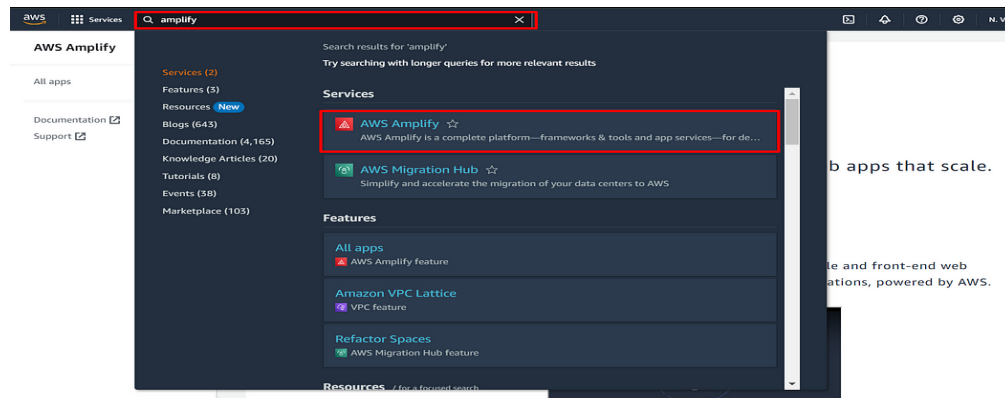 aws
Services
amplify
N. V
AWS Amplify
All apps
Documentation
Support
Search results for 'amplify'
Try searching with longer queries for more relevant results
Services (2)
Features (3)
Resources New
Blogs (643)
Documentation (4,165)
Knowledge Articles (20)
Tutorials (8)
Events (38)
Marketplace (103)
Services
AWS Amplify
AWS Amplify is a complete platform—frameworks & tools and app services—for de...
AWS Migration Hub
Simplify and accelerate the migration of your data centers to AWS
Features
All apps
AWS Amplify feature
Amazon VPC Lattice
VPC feature
Refactor Spaces
AWS Migration Hub feature
Resources / for a focused search
b apps that scale.
le and front-end web
ations, powered by AWS.